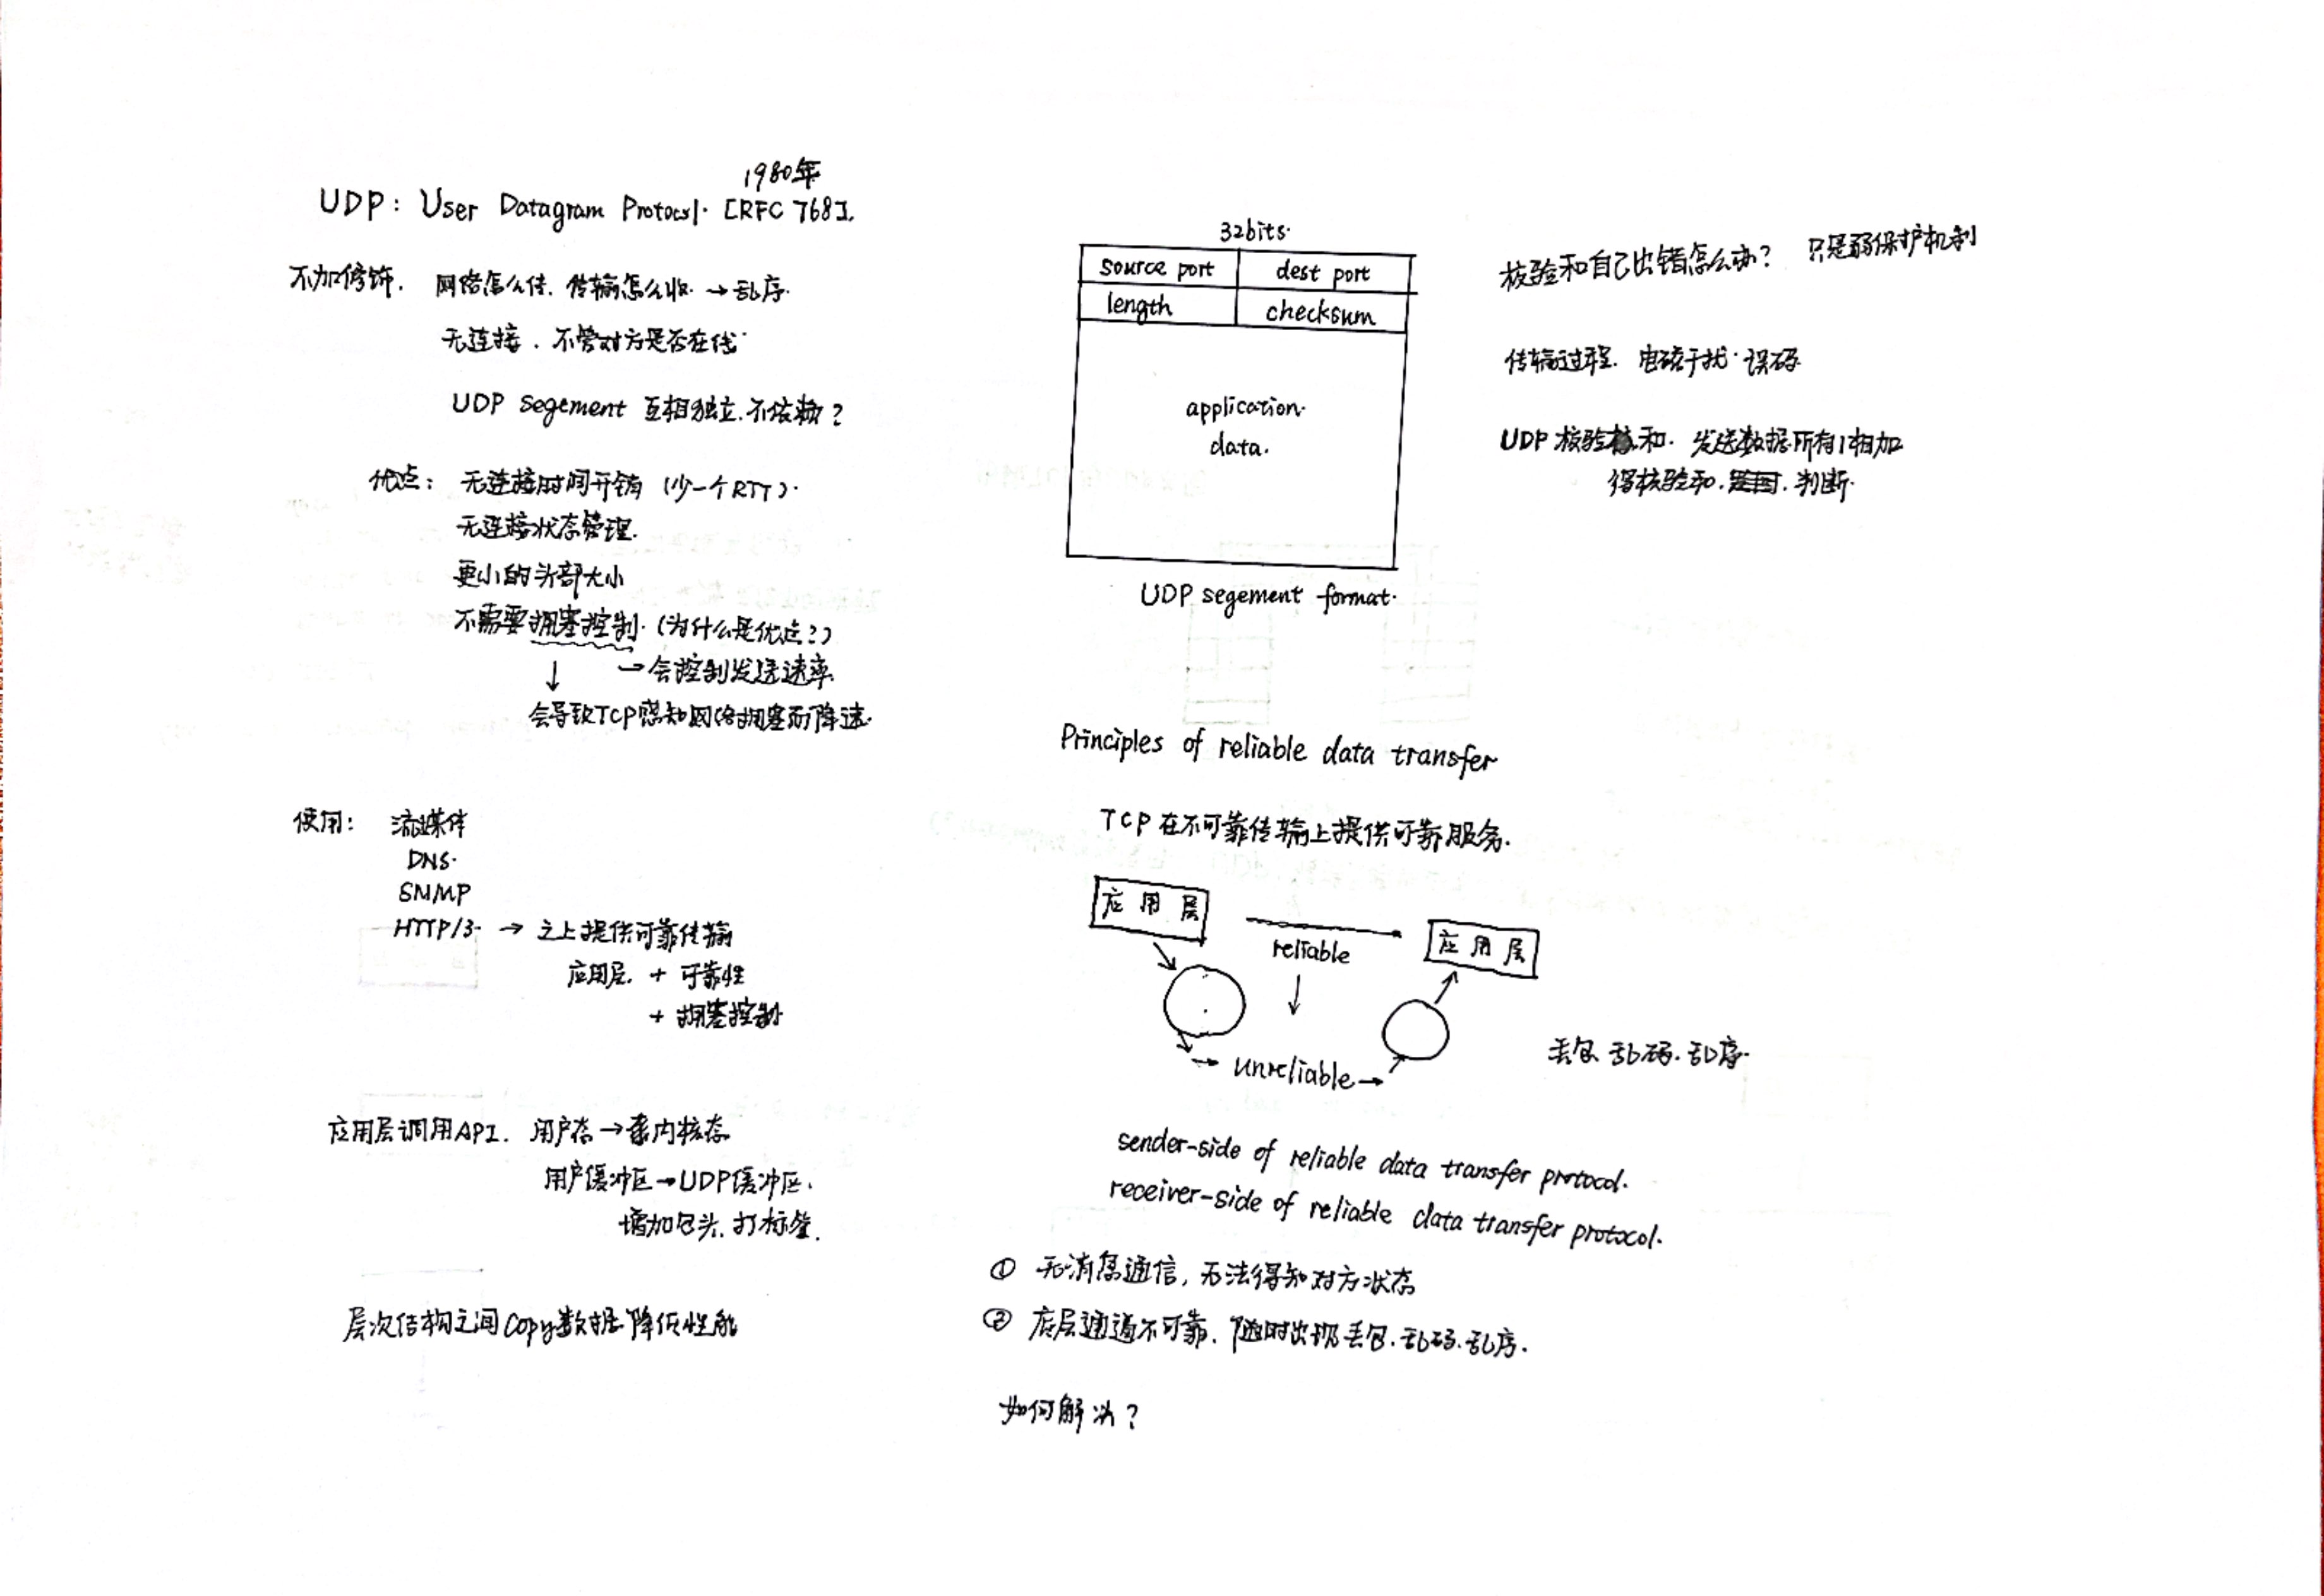 1980年
UDP: User Datagram Protocol. [RFC 768].
不加修饰. 网络怎么传. 传输怎么收. → 乱序.
无连接. 不管对方是否在线.
UDP segement 互相独立.不依赖?
优点: 无连接时间开销 (少一个RTT).
无连接状态管理.
更小的头部大小
不需要拥塞控制. (为什么是优点?)
↓ → 会控制发送速率.
会导致TCP感知网络拥塞而降速.
使用: 流媒体
DNS.
SNMP
HTTP/3. → 之上提供可靠传输
应用层. + 可靠性
+ 拥塞控制
应用层调用API. 用户态→内核态
用户缓冲区→UDP缓冲区.
增加包头.打标签.
层次结构之间Copy数据降低性能
32bits.
source port dest port
length checksum
application.
data.
UDP segement format.
核验和自己出错怎么办? 只是弱保护机制
传输过程. 电磁干扰.误码.
UDP 核验和. 发送数据所有1相加
得核验和. 判断.
Principles of reliable data transfer
TCP 在不可靠传输上提供可靠服务.
应用层
reliable
应用层
↓
→ unreliable →
丢包.乱码.乱序.
sender-side of reliable data transfer protocol.
receiver-side of reliable data transfer protocol.
① 无消息通信, 无法得知对方状态
② 底层通道不可靠. 随时出现丢包.乱码.乱序.
如何解决?